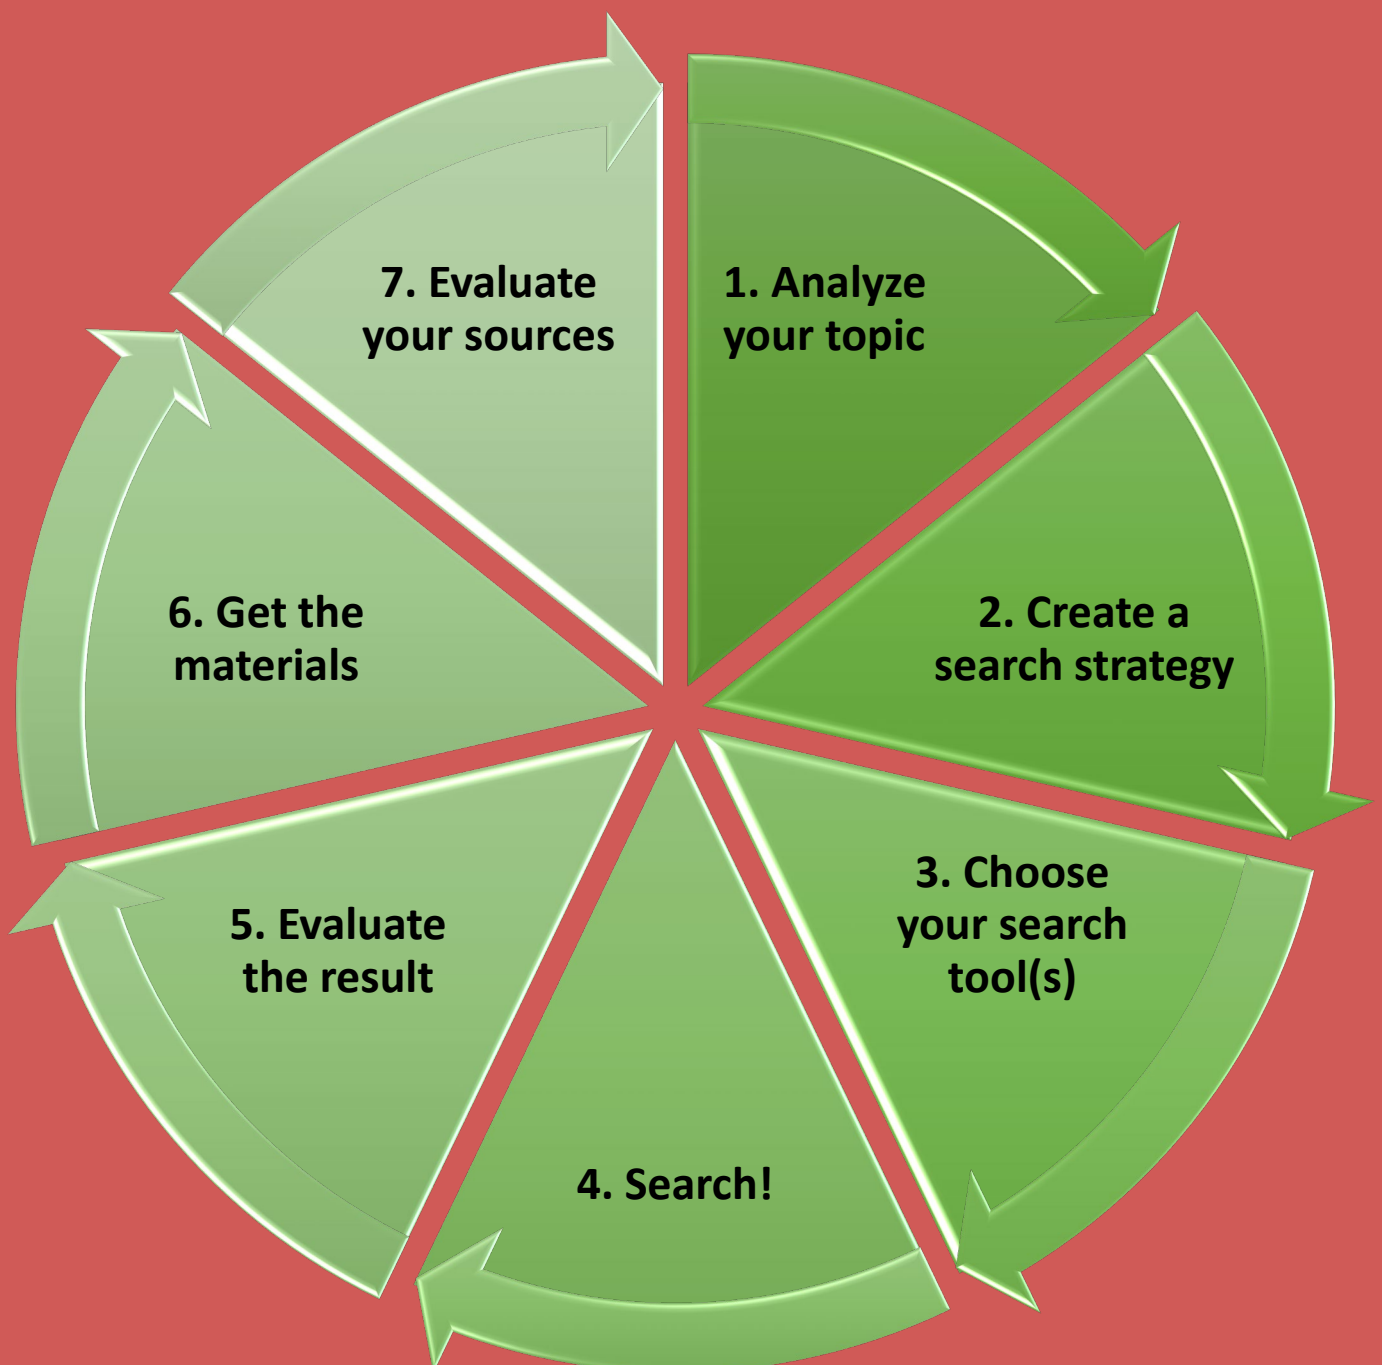 1. Analyze
your topic
2. Create a
search strategy
3. Choose
your search
tool(s)
4. Search!
5. Evaluate
the result
6. Get the
materials
7. Evaluate
your sources